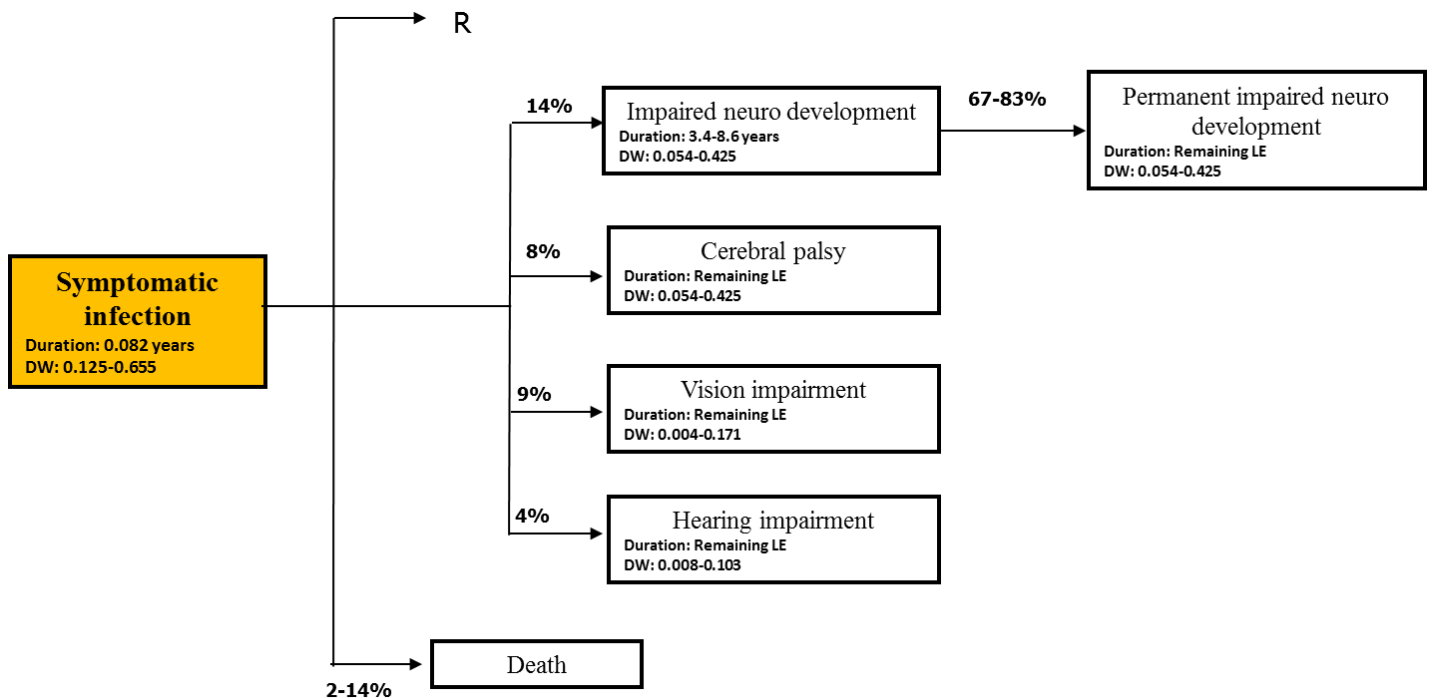 R
14%
Impaired neuro development
Duration: 3.4-8.6 years
DW: 0.054-0.425
67-83%
Permanent impaired neuro
development
Duration: Remaining LE
DW: 0.054-0.425
8%
Cerebral palsy
Duration: Remaining LE
DW: 0.054-0.425
Symptomatic
infection
Duration: 0.082 years
DW: 0.125-0.655
9%
Vision impairment
Duration: Remaining LE
DW: 0.004-0.171
4%
Hearing impairment
Duration: Remaining LE
DW: 0.008-0.103
Death
2-14%